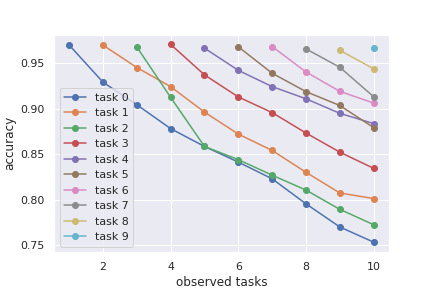 0.95
0.90
0.85
0.80
0.75
accuracy
task 0
task 1
task 2
task 3
task 4
task 5
task 6
task 7
task 8
task 9
2 4 6 8 10
observed tasks